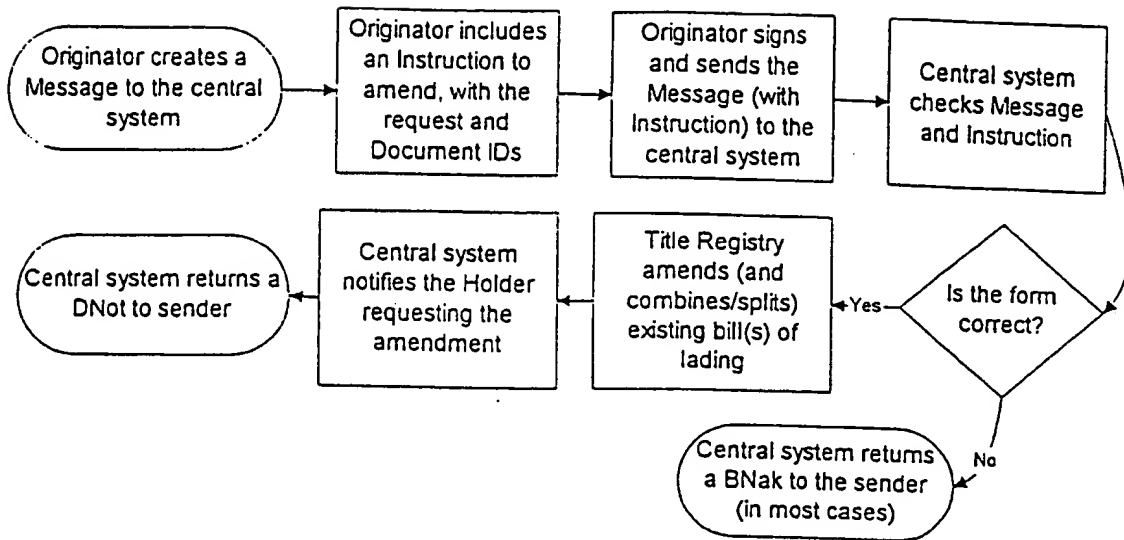 Originator creates a
Message to the central
system
Originator includes
an Instruction to
amend, with the
request and
Document IDs
Originator signs
and sends the
Message (with
Instruction) to the
central system
Central system
checks Message
and Instruction
Is the form
correct?
Yes
Title Registry
amends (and
combines/splits)
existing bill(s) of
lading
Central system
notifies the Holder
requesting the
amendment
Central system returns a
DNot to sender
No
Central system returns
a BNak to the sender
(in most cases)